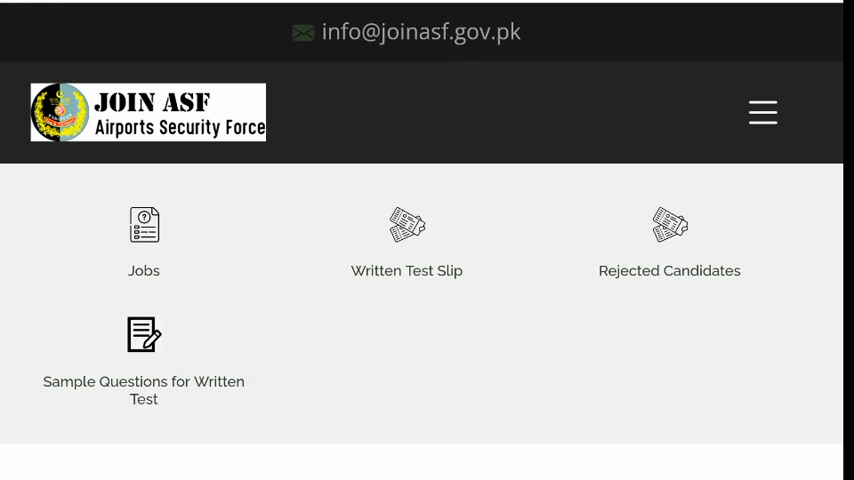 info@joinasf.gov.pk
JOIN ASF
Airports Security Force
Jobs
Written Test Slip
Rejected Candidates
Sample Questions for Written
Test